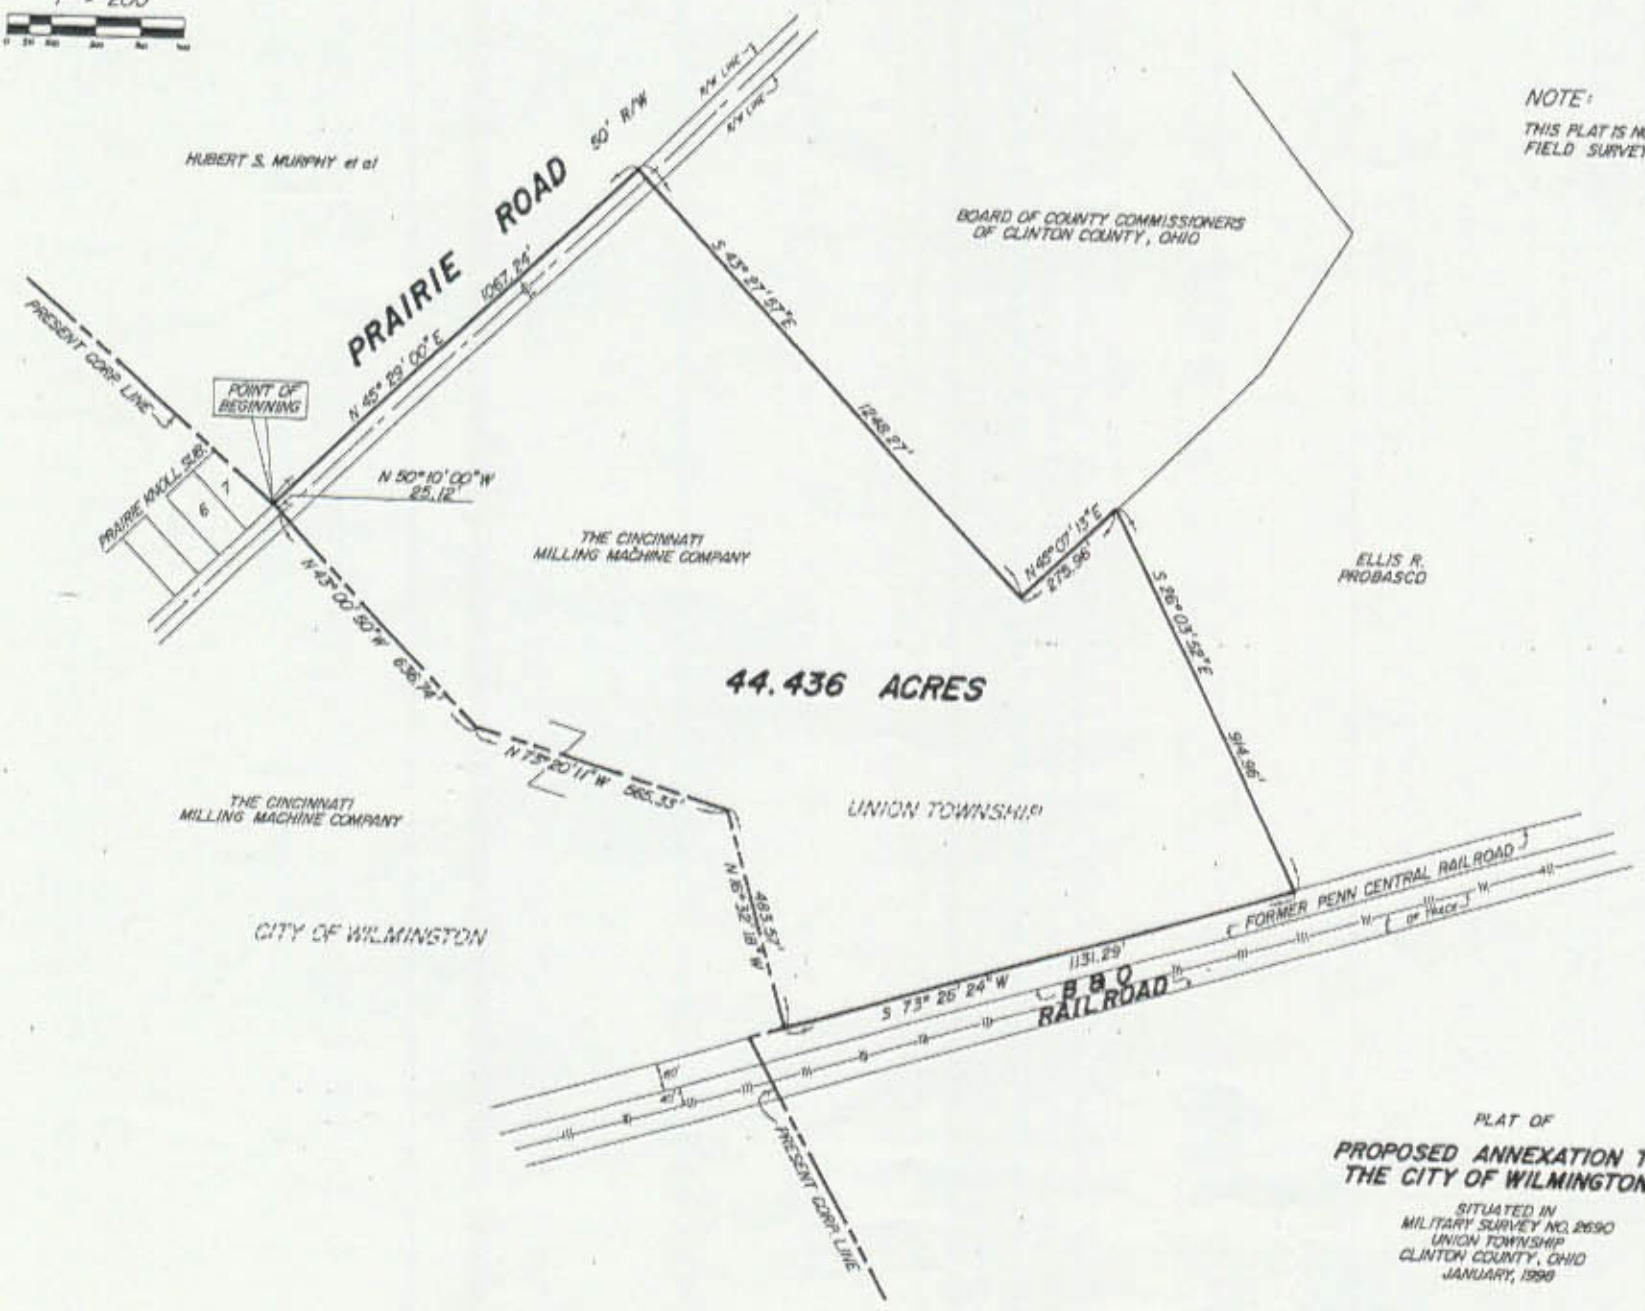 HUBERT S. MURPHY et al
PRAIRIE ROAD 50' R/W
R/W LINE
R/W LINE
NOTE:
THIS PLAT IS
FIELD SURVEY
BOARD OF COUNTY COMMISSIONERS
OF CLINTON COUNTY, OHIO
1067.24'
N 45° 29' 00" E
S 43° 27' 57" E
1248.27'
PRESENT CORP. LINE
POINT OF
BEGINNING
N 50° 10' 00" W
25.12'
PRAIRIE KNOLL SUB.
7
6
THE CINCINNATI
MILLING MACHINE COMPANY
N 45° 07' 13" E
275.96'
ELLIS R.
PROBASCO
S 26° 03' 52" E
914.96'
N 43° 00' 50" W 636.74'
44.436 ACRES
N 73° 20' 11" W 565.33'
THE CINCINNATI
MILLING MACHINE COMPANY
UNION TOWNSHIP
483.57'
N 16° 32' 18" W
CITY OF WILMINGTON
FORMER PENN CENTRAL RAILROAD
OF TRACK
S 73° 26' 24" W 1131.29'
B & O
RAILROAD
60'
40'
PRESENT CORP. LINE
PLAT OF
PROPOSED ANNEXATION
THE CITY OF WILMINGTON
SITUATED IN
MILITARY SURVEY NO. 2690
UNION TOWNSHIP
CLINTON COUNTY, OHIO
JANUARY,